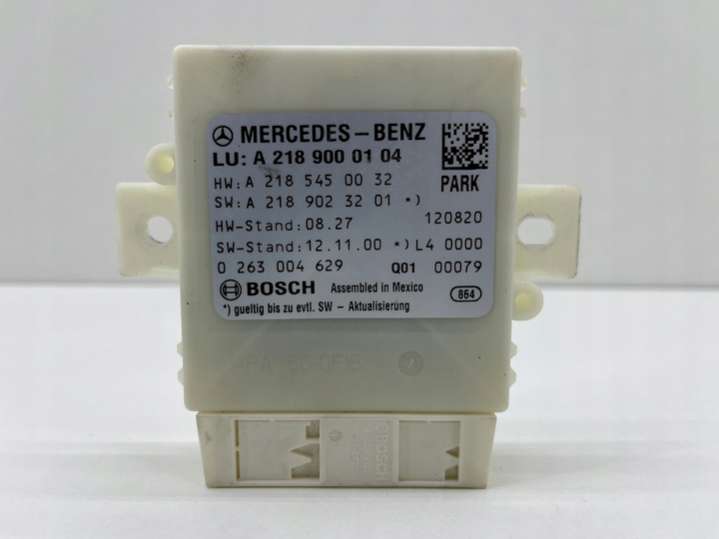 MERCEDES-BENZ
LU: A 218 900 01 04
HW: A 218 545 00 32 PARK
SW: A 218 902 32 01 *)
HW-Stand: 08.27 120820
SW-Stand: 12.11.00 *) L4 0000
0 263 004 629 Q01 00079
BOSCH Assembled in Mexico
*) gueltig bis zu evtl. SW - Aktualisierung 864
BOSCH